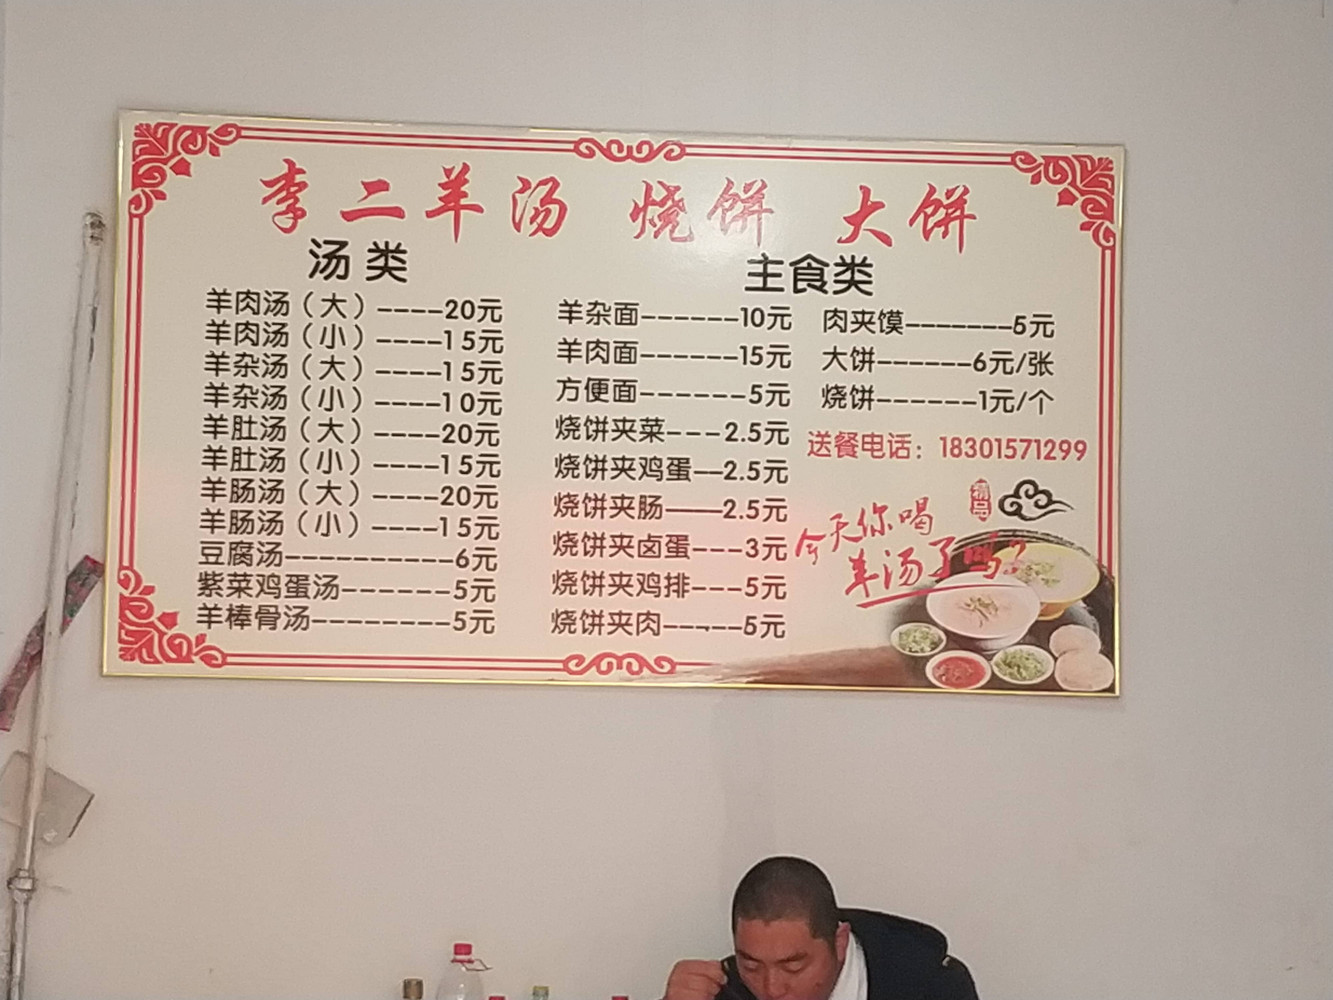 李二羊汤 烧饼 大饼
汤类
羊肉汤（大）----20元
羊肉汤（小）----15元
羊杂汤（大）----15元
羊杂汤（小）----10元
羊肚汤（大）----20元
羊肚汤（小）----15元
羊肠汤（大）----20元
羊肠汤（小）----15元
豆腐汤----------6元
紫菜鸡蛋汤------5元
羊棒骨汤--------5元
主食类
羊杂面------10元
羊肉面------15元
方便面------5元
烧饼夹菜---2.5元
烧饼夹鸡蛋--2.5元
烧饼夹肠----2.5元
烧饼夹卤蛋---3元
烧饼夹鸡排---5元
烧饼夹肉-----5元
肉夹馍-------5元
大饼------6元/张
烧饼------1元/个
送餐电话：18301571299
精品
今天你喝
羊汤了吗?